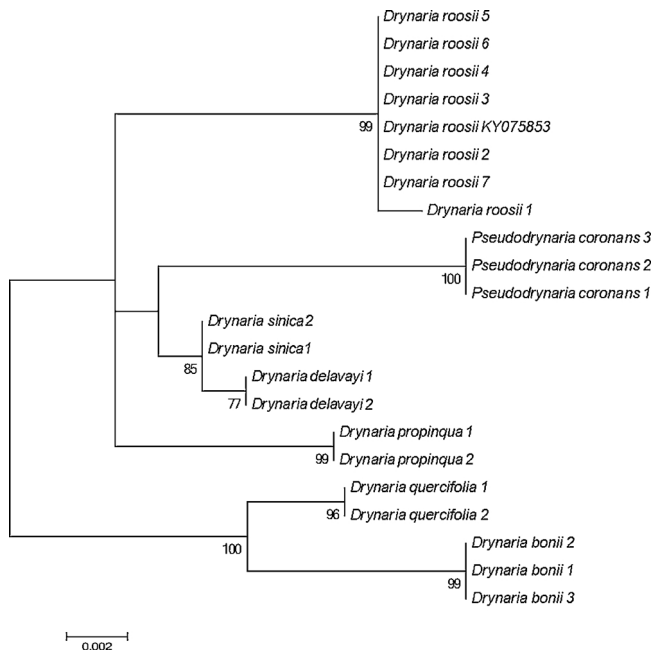 Drynaria roosii 5
Drynaria roosii 6
Drynaria roosii 4
Drynaria roosii 3
99
Drynaria roosii KY075853
Drynaria roosii 2
Drynaria roosii 7
Drynaria roosii 1
Pseudodrynaria coronans 3
Pseudodrynaria coronans 2
100
Pseudodrynaria coronans 1
Drynaria sinica 2
Drynaria sinica 1
85
Drynaria delavayi 1
77
Drynaria delavayi 2
Drynaria propinqua 1
99
Drynaria propinqua 2
Drynaria quercifolia 1
96
Drynaria quercifolia 2
100
Drynaria bonii 2
Drynaria bonii 1
99
Drynaria bonii 3
0.002